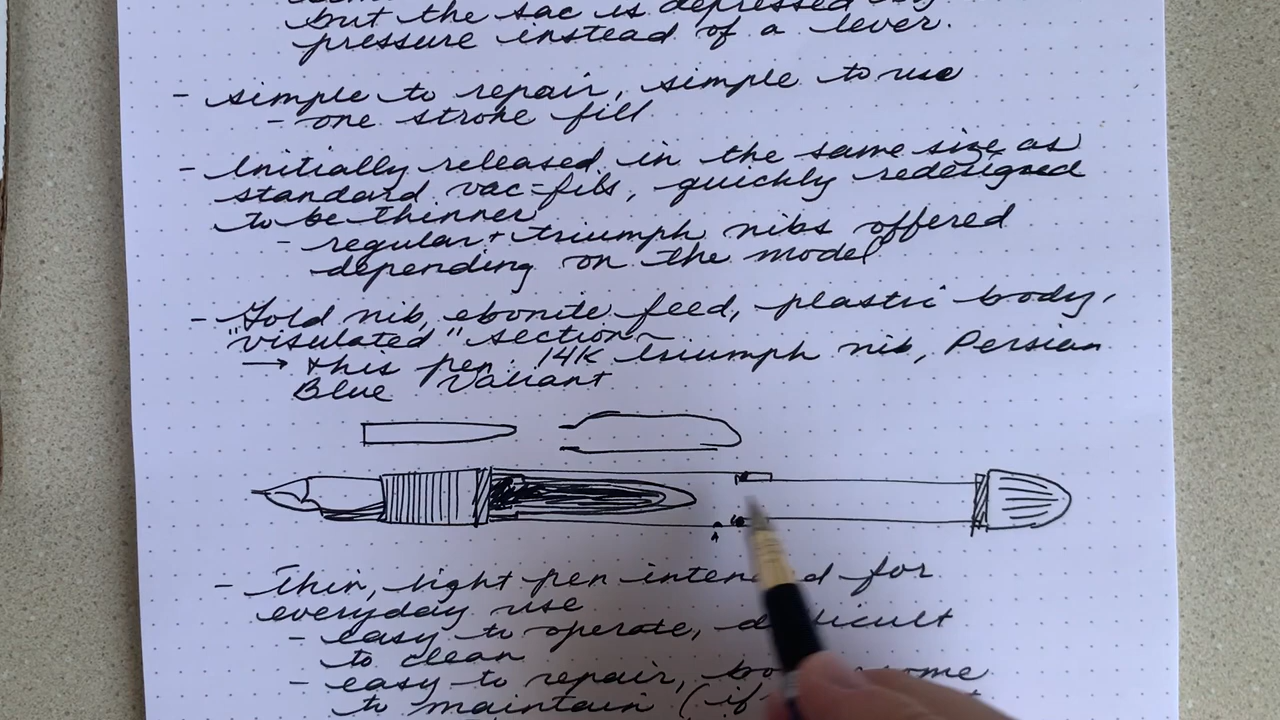 but the sac is depressed by
pressure instead of a lever.
- simple to repair, simple to use
- one stroke fill
- Initially released in the same size as
standard vac-fils, quickly redesigned
to be thinner
- regular + triumph nibs offered
depending on the model
- Gold nib, ebonite feed, plastic body,
"visulated" section
→ this pen: 14K triumph nib, Persian
Blue Valiant
- thin, light pen intended for
everyday use
- easy to operate, difficult
to clean
- easy to repair,
to maintain (if